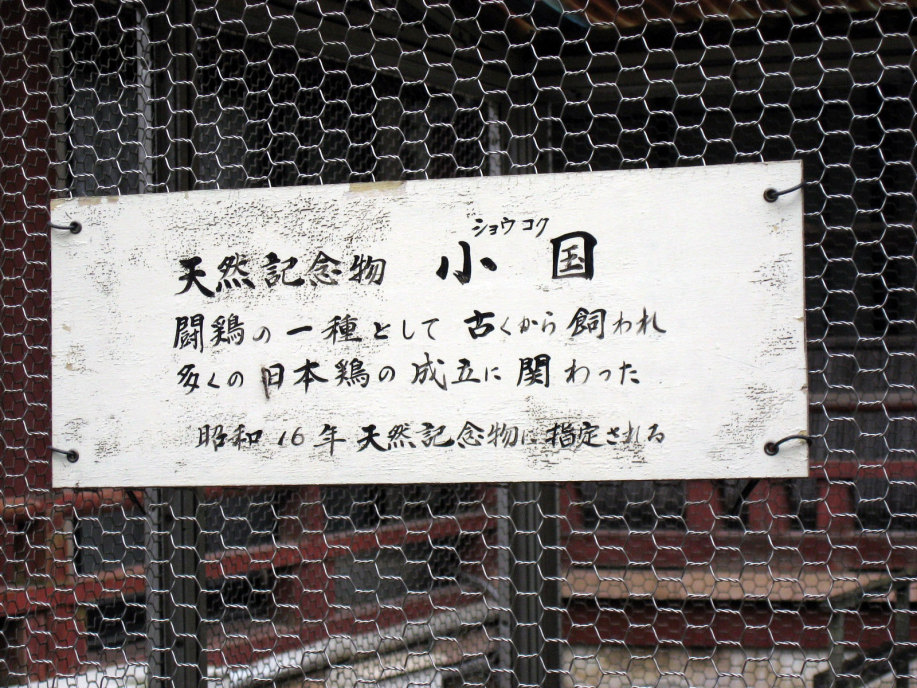 ショウコク
天然記念物 小国
闘鶏の一種として 古くから飼われ
多くの日本鶏の成立に関わった
昭和16年天然記念物に指定される